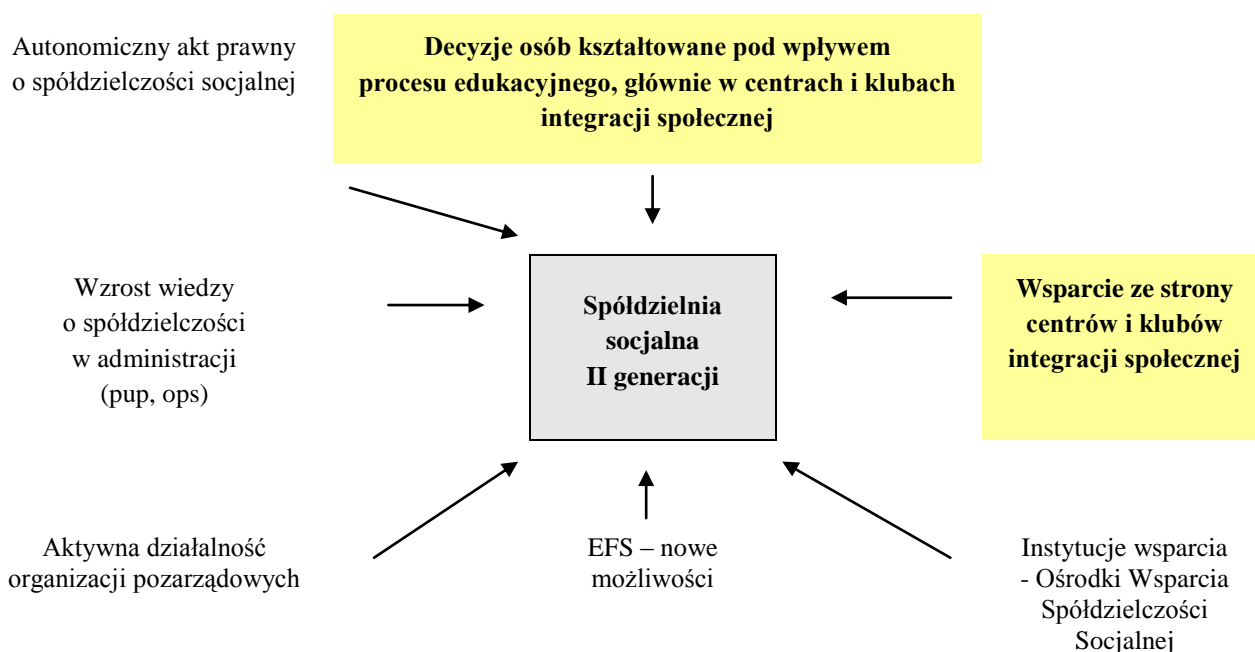 Autonomiczny akt prawny
o spółdzielczości socjalnej
Decyzje osób kształtowane pod wpływem
procesu edukacyjnego, głównie w centrach i klubach
integracji społecznej
Wzrost wiedzy
o spółdzielczości
w administracji
(pup, ops)
Spółdzielnia
socjalna
II generacji
Wsparcie ze strony
centrów i klubów
integracji społecznej
Aktywna działalność
organizacji pozarządowych
EFS – nowe
możliwości
Instytucje wsparcia
- Ośrodki Wsparcia
Spółdzielczości
Socjalnej